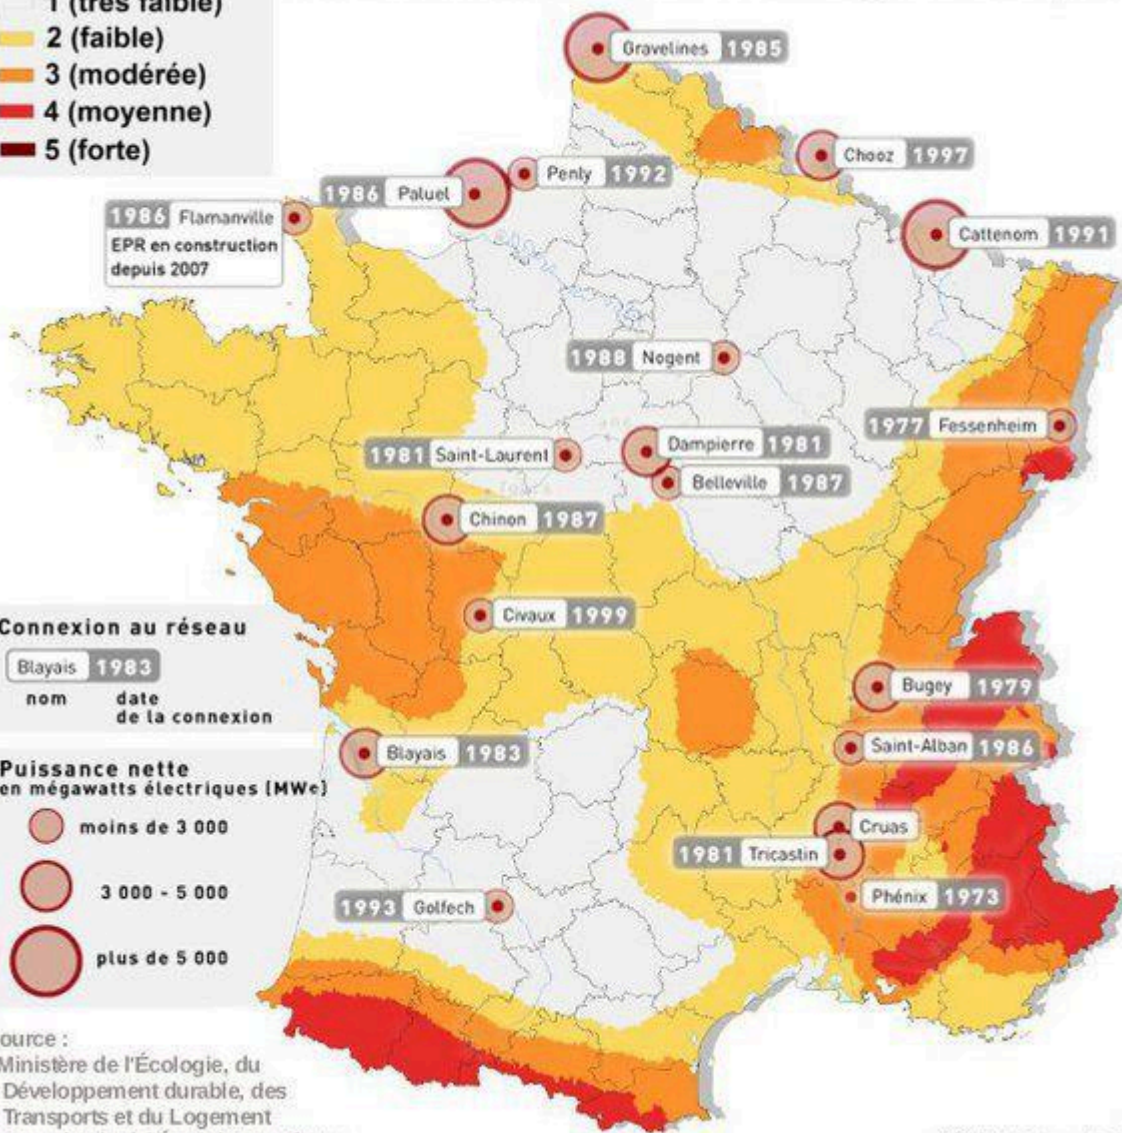 1 (très faible)
2 (faible)
3 (modérée)
4 (moyenne)
5 (forte)
Gravelines 1985
Chooz 1997
Penly 1992
1986 Paluel
1986 Flamanville
EPR en construction
depuis 2007
Cattenom 1991
1988 Nogent
1977 Fessenheim
Dampierre 1981
1981 Saint-Laurent
Belleville 1987
Tours
Chinon 1987
Civaux 1999
Connexion au réseau
Blayais 1983
nom date
de la connexion
Bugey 1979
Saint-Alban 1986
Blayais 1983
Puissance nette
en mégawatts électriques (MWe)
moins de 3 000
3 000 - 5 000
plus de 5 000
Cruas
1981 Tricastin
Phénix 1973
1993 Golfech
ource :
Ministère de l'Écologie, du
Développement durable, des
Transports et du Logement